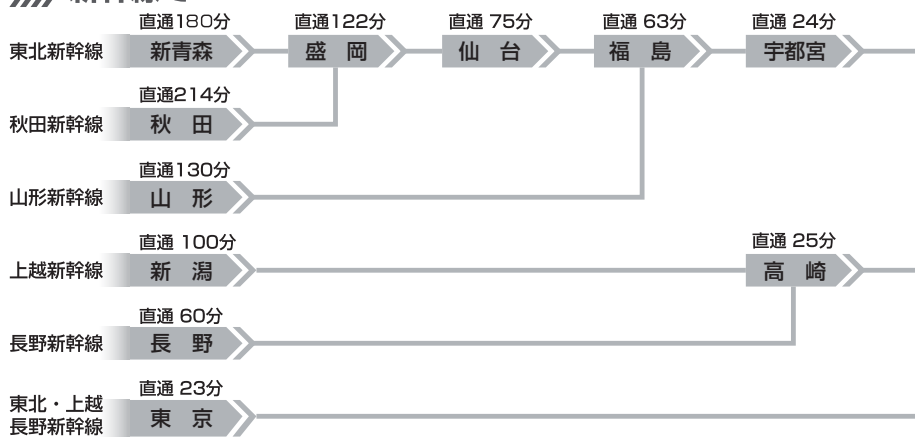 直通180分 直通122分 直通 75分 直通 63分 直通 24分
東北新幹線 新青森 盛 岡 仙 台 福 島 宇都宮
直通214分
秋田新幹線 秋 田
直通130分
山形新幹線 山 形
直通 100分 直通 25分
上越新幹線 新 潟 高 崎
直通 60分
長野新幹線 長 野
直通 23分
東北・上越
長野新幹線 東 京